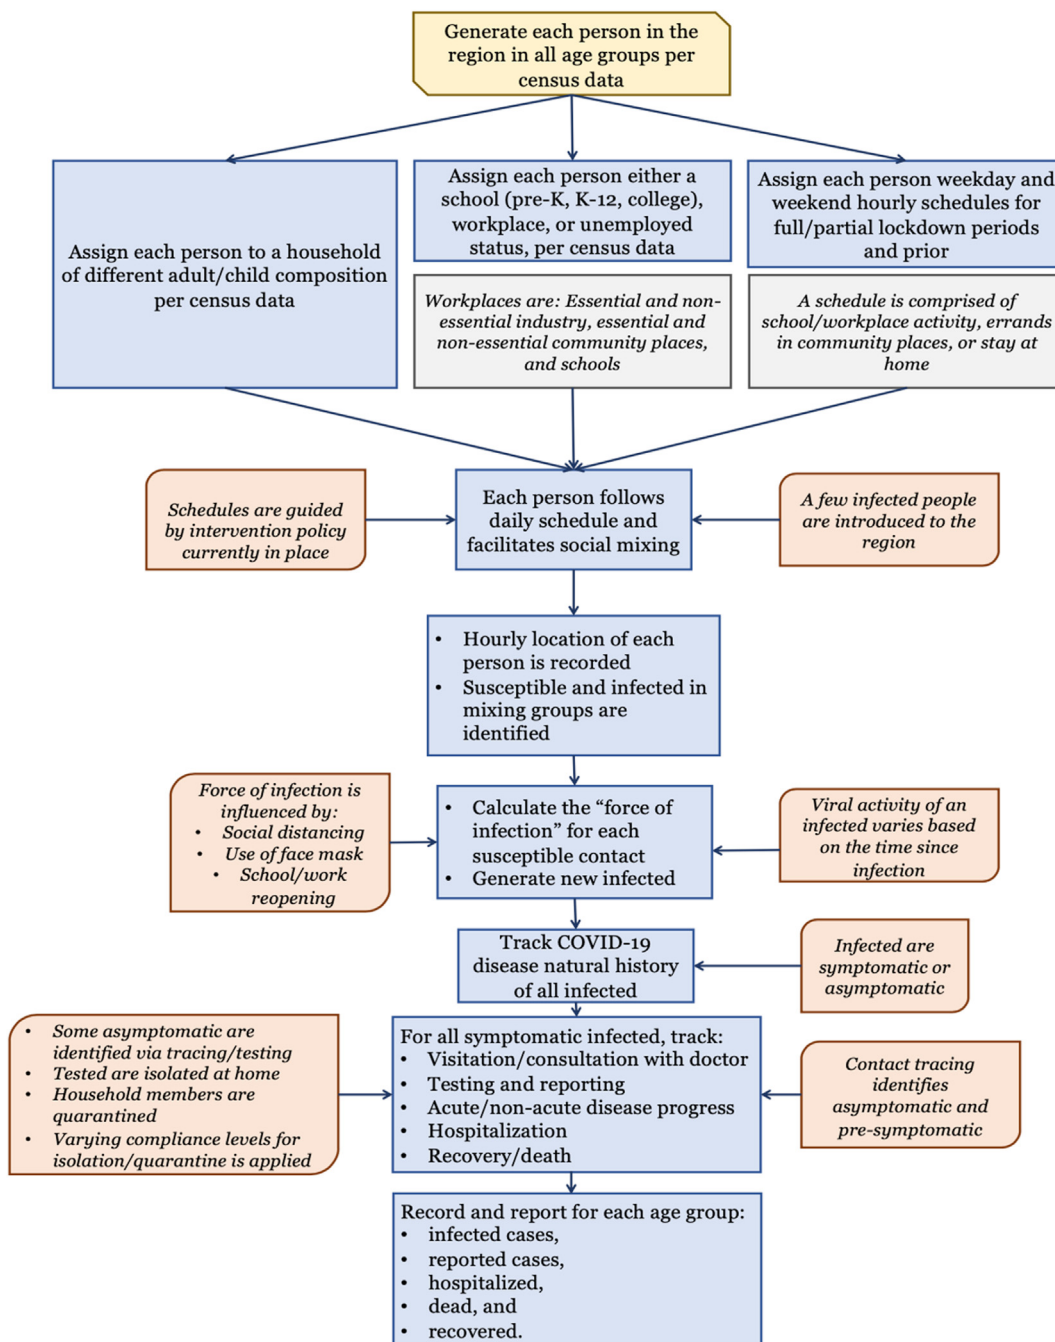 Generate each person in the
region in all age groups per
census data
Assign each person to a household
of different adult/child composition
per census data
Assign each person either a
school (pre-K, K-12, college),
workplace, or unemployed
status, per census data
Assign each person weekday and
weekend hourly schedules for
full/partial lockdown periods
and prior
Workplaces are: Essential and non-
essential industry, essential and
non-essential community places,
and schools
A schedule is comprised of
school/workplace activity, errands
in community places, or stay at
home
Schedules are guided
by intervention policy
currently in place
Each person follows
daily schedule and
facilitates social mixing
A few infected people
are introduced to the
region
• Hourly location of each
person is recorded
• Susceptible and infected in
mixing groups are
identified
Force of infection is
influenced by:
• Social distancing
• Use of face mask
• School/work
reopening
• Calculate the “force of
infection” for each
susceptible contact
• Generate new infected
Viral activity of an
infected varies based
on the time since
infection
Track COVID-19
disease natural history
of all infected
Infected are
symptomatic or
asymptomatic
• Some asymptomatic are
identified via tracing/testing
• Tested are isolated at home
• Household members are
quarantined
• Varying compliance levels for
isolation/quarantine is applied
For all symptomatic infected, track:
• Visitation/consultation with doctor
• Testing and reporting
• Acute/non-acute disease progress
• Hospitalization
• Recovery/death
Contact tracing
identifies
asymptomatic and
pre-symptomatic
Record and report for each age group:
• infected cases,
• reported cases,
• hospitalized,
• dead, and
• recovered.